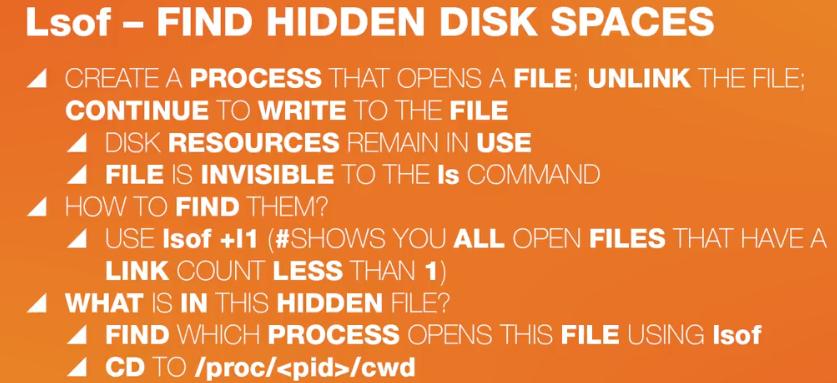 Lsof – FIND HIDDEN DISK SPACES
CREATE A PROCESS THAT OPENS A FILE; UNLINK THE FILE;
CONTINUE TO WRITE TO THE FILE
DISK RESOURCES REMAIN IN USE
FILE IS INVISIBLE TO THE ls COMMAND
HOW TO FIND THEM?
USE lsof +l1 (#SHOWS YOU ALL OPEN FILES THAT HAVE A
LINK COUNT LESS THAN 1)
WHAT IS IN THIS HIDDEN FILE?
FIND WHICH PROCESS OPENS THIS FILE USING lsof
CD TO /proc/<pid>/cwd